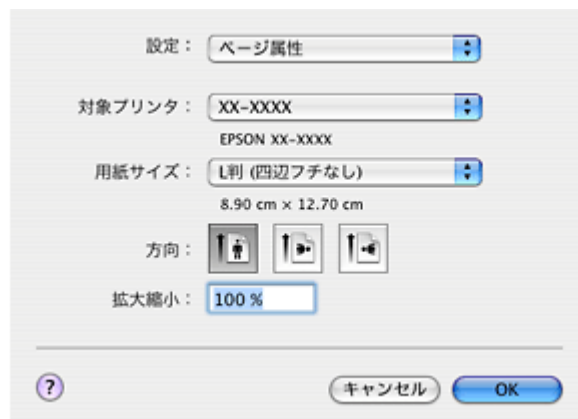 設定： ページ属性
対象プリンタ： XX-XXXX
EPSON XX-XXXX
用紙サイズ： L判 (四辺フチなし)
8.90 cm × 12.70 cm
方向：
拡大縮小： 100 %
? キャンセル OK